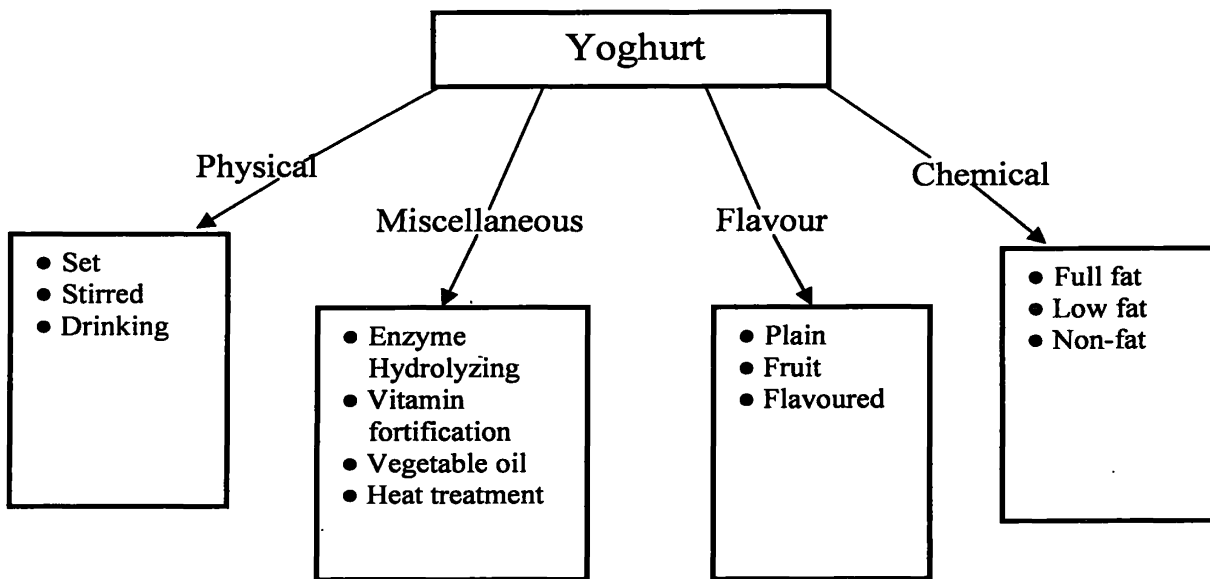 Yoghurt
Physical
Miscellaneous
Flavour
Chemical
● Set
● Stirred
● Drinking
● Enzyme
Hydrolyzing
● Vitamin
fortification
● Vegetable oil
● Heat treatment
● Plain
● Fruit
● Flavoured
● Full fat
● Low fat
● Non-fat